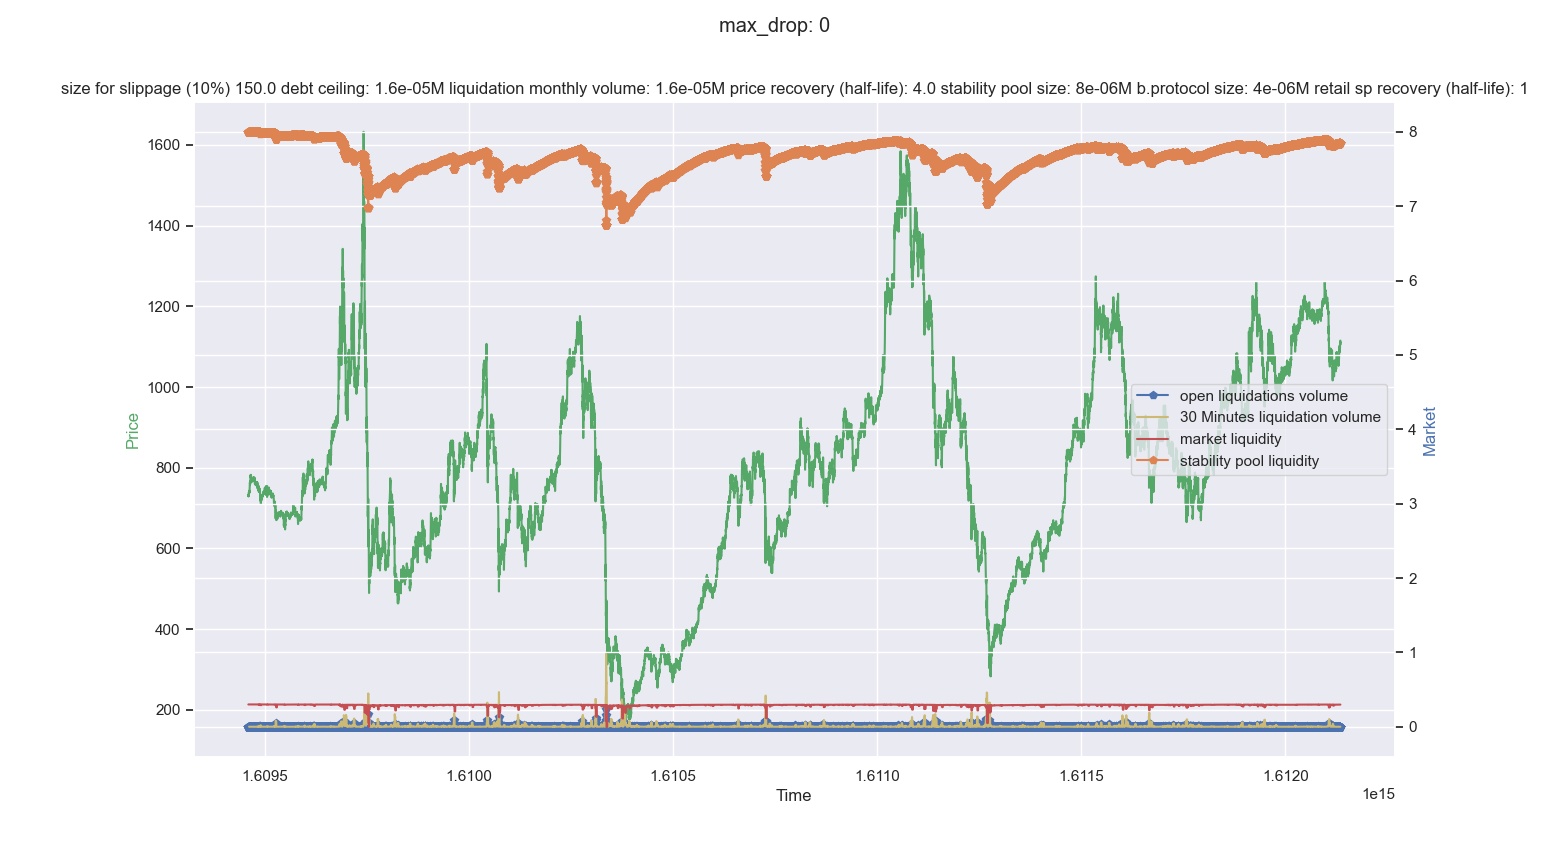 max_drop: 0
size for slippage (10%) 150.0 debt ceiling: 1.6e-05M liquidation monthly volume: 1.6e-05M price recovery (half-life): 4.0 stability pool size: 8e-06M b.protocol size: 4e-06M retail sp recovery (half-life): 1
1600
1400
1200
1000
800
600
400
200
Price
8
7
6
5
4
3
2
1
0
Market
open liquidations volume
30 Minutes liquidation volume
market liquidity
stability pool liquidity
1.6095
1.6100
1.6105
1.6110
1.6115
1.6120
Time
1e15